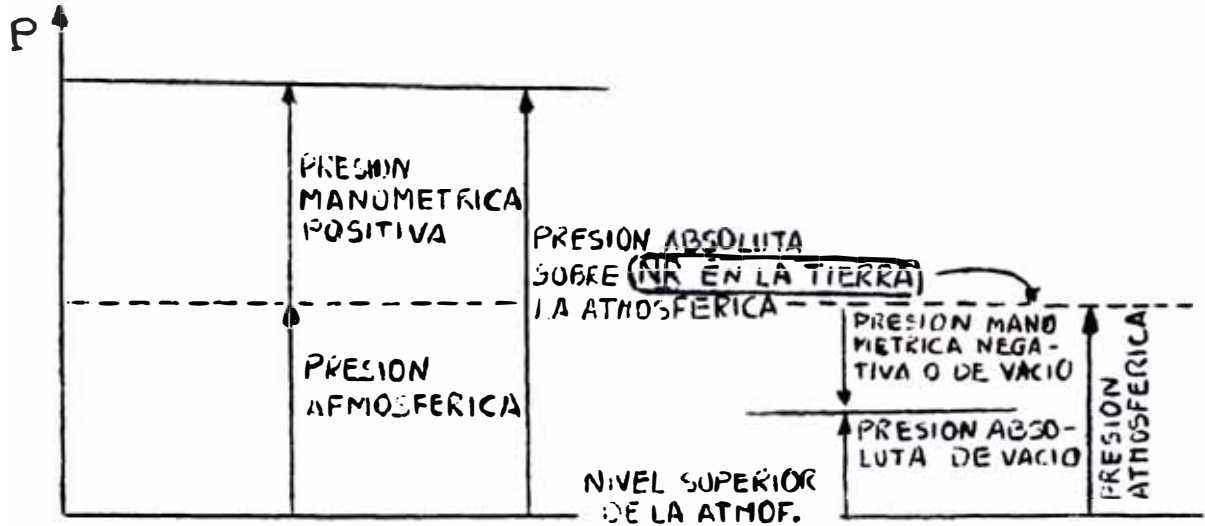 P
PRESION
MANOMETRICA
POSITIVA
PRESION ABSOLUTA
SOBRE
NR EN LA TIERRA
LA ATMOSFERICA
PRESION
AFMOSFERICA
PRESION MANO
METRICA NEGA-
TIVA O DE VACIO
PRESION ABSO-
LUTA DE VACIO
PRESION
ATMOSFERICA
NIVEL SUPERIOR
DE LA ATMOF.